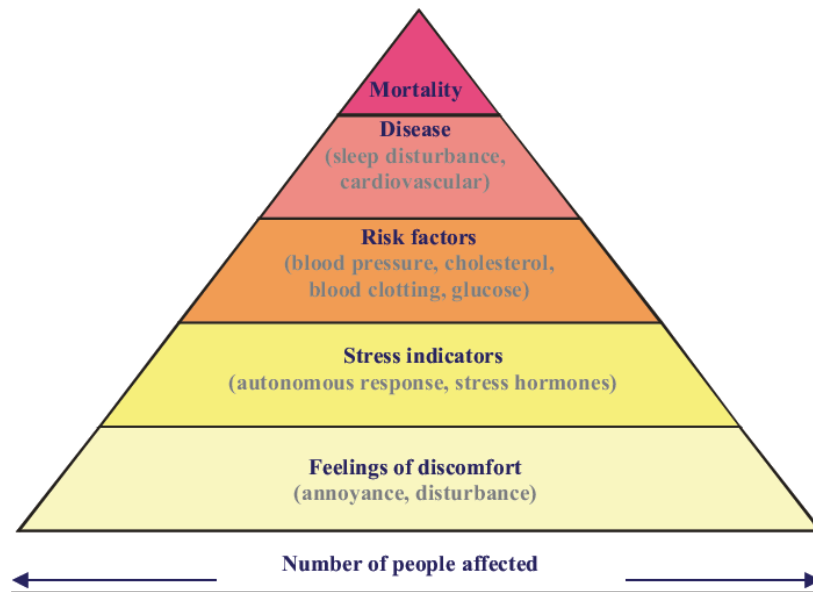 Mortality
Disease
(sleep disturbance,
cardiovascular)
Risk factors
(blood pressure, cholesterol,
blood clotting, glucose)
Stress indicators
(autonomous response, stress hormones)
Feelings of discomfort
(annoyance, disturbance)
Number of people affected